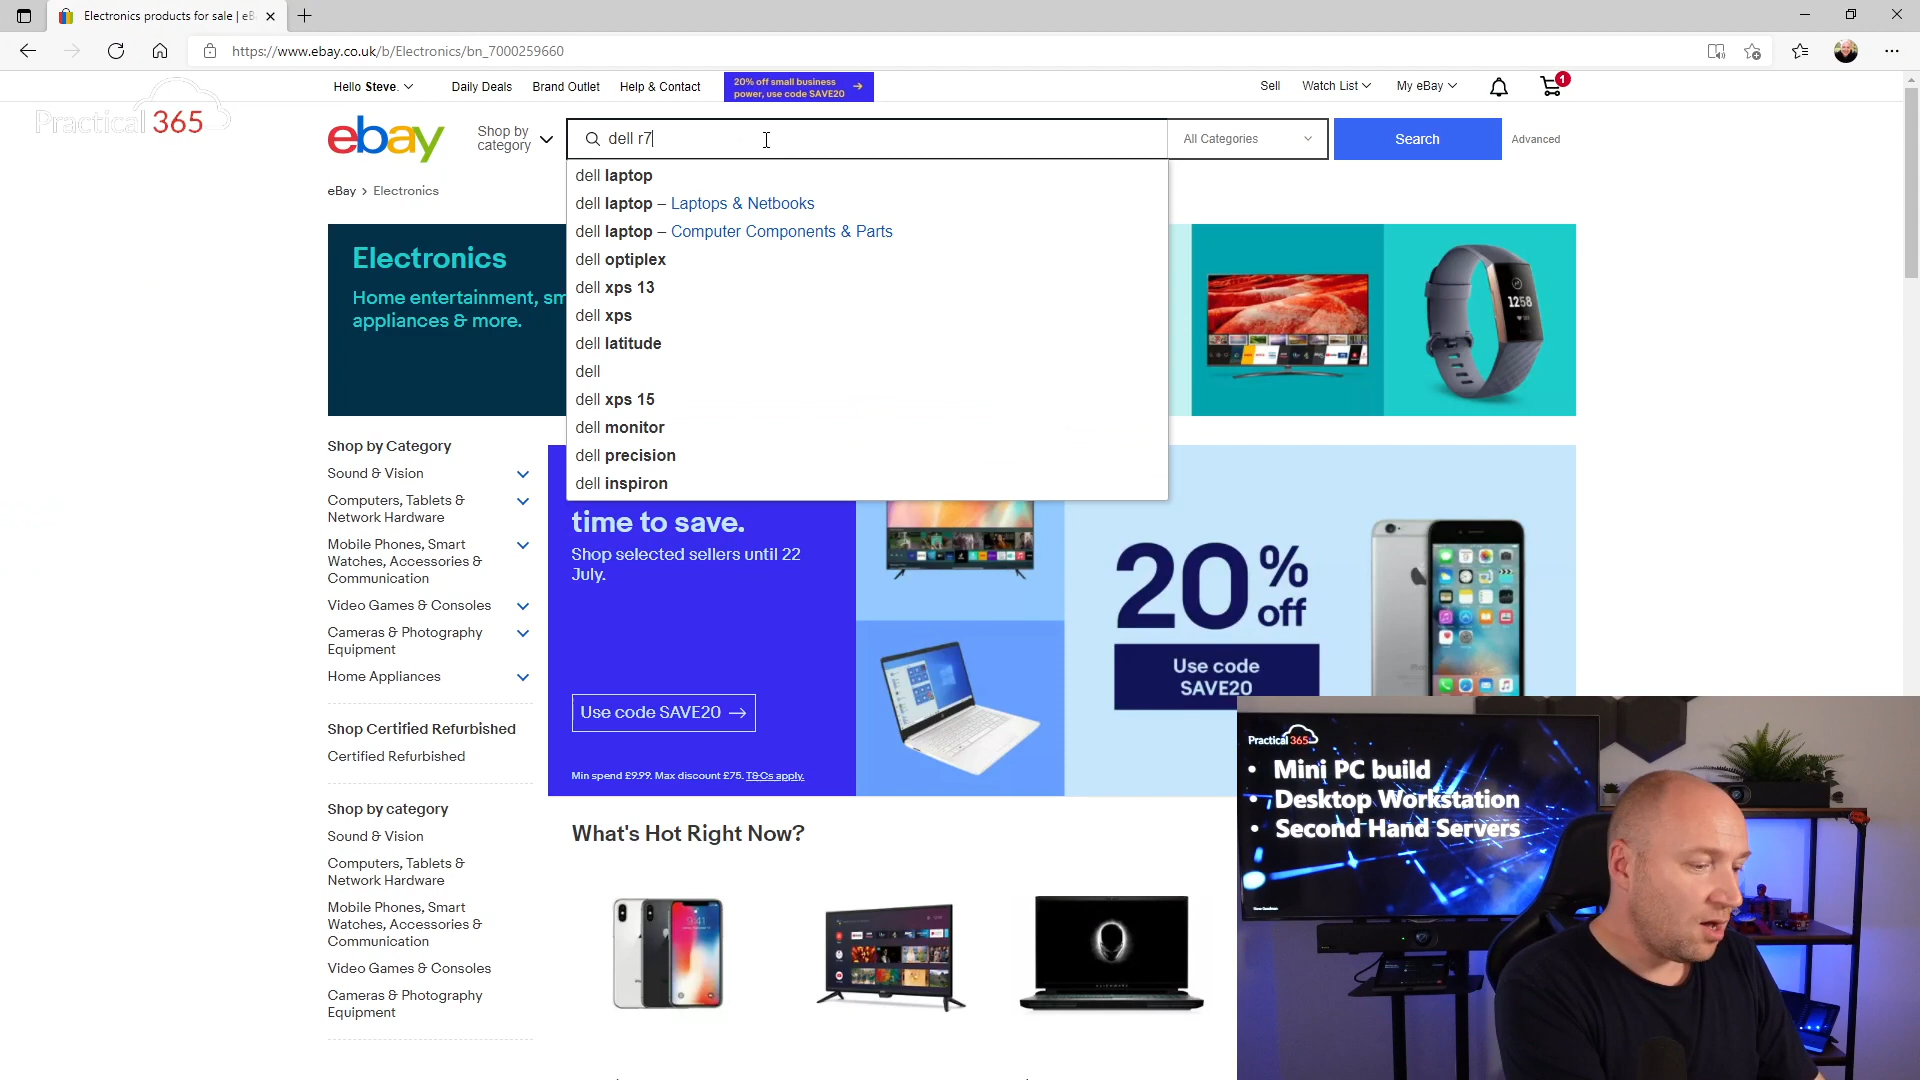 Electronics products for sale | eB
https://www.ebay.co.uk/b/Electronics/bn_7000259660
Practical 365
Hello Steve.
Daily Deals
Brand Outlet
Help & Contact
20% off small business
power, use code SAVE20
Sell
Watch List
My eBay
1
ebay
Shop by
category
dell r7
All Categories
Search
Advanced
eBay > Electronics
dell laptop
dell laptop – Laptops & Netbooks
dell laptop – Computer Components & Parts
dell optiplex
dell xps 13
dell xps
dell latitude
dell
dell xps 15
dell monitor
dell precision
dell inspiron
Electronics
Home entertainment, sm
appliances & more.
1258
Shop by Category
Sound & Vision
Computers, Tablets &
Network Hardware
Mobile Phones, Smart
Watches, Accessories &
Communication
Video Games & Consoles
Cameras & Photography
Equipment
Home Appliances
Shop Certified Refurbished
Certified Refurbished
Shop by category
Sound & Vision
Computers, Tablets &
Network Hardware
Mobile Phones, Smart
Watches, Accessories &
Communication
Video Games & Consoles
Cameras & Photography
Equipment
time to save.
Shop selected sellers until 22
July.
Use code SAVE20
Min spend £9.99. Max discount £75. T&Cs apply.
20% off
Use code
SAVE20
What's Hot Right Now?
9:41
ALIENWARE
Practical 365
• Mini PC build
• Desktop Workstation
• Second Hand Servers